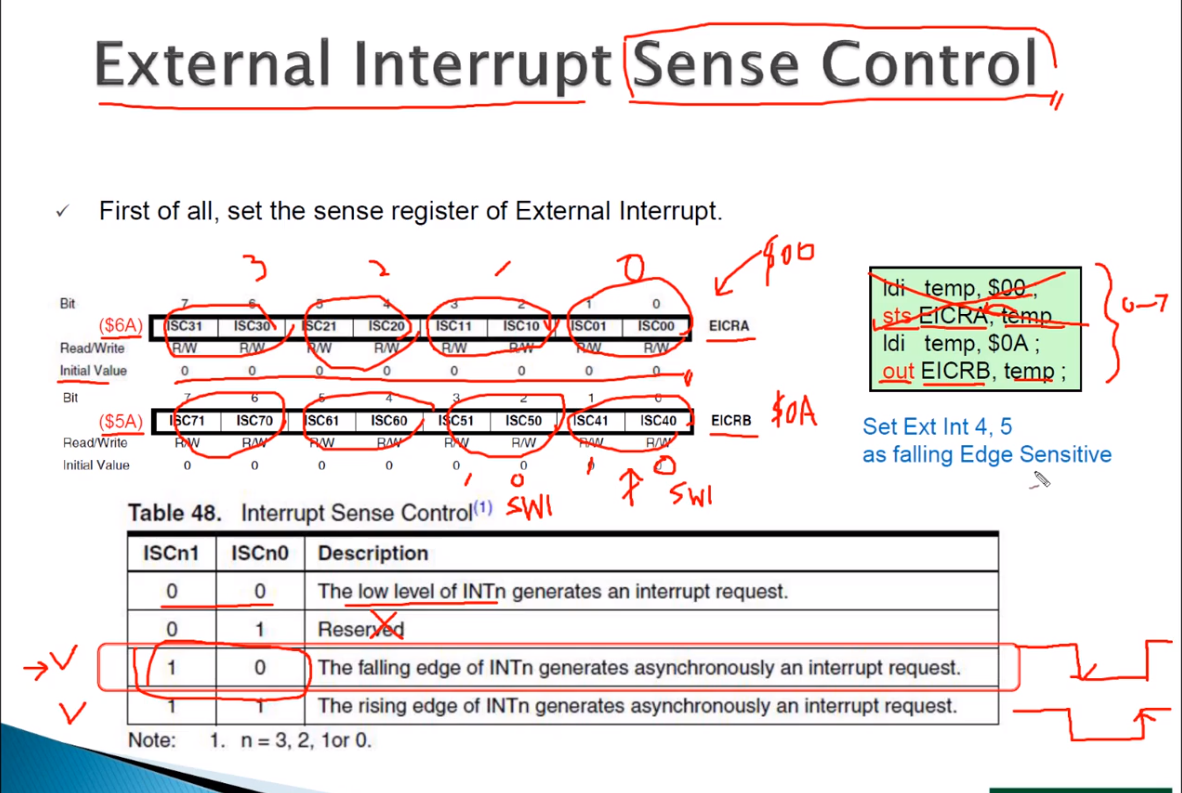 External Interrupt Sense Control
✓ First of all, set the sense register of External Interrupt.
3 2 1 0 $00
Bit 7 6 5 4 3 2 1 0
($6A) ISC31 ISC30 ISC21 ISC20 ISC11 ISC10 ISC01 ISC00 EICRA
Read/Write R/W R/W R/W R/W R/W R/W R/W R/W
Initial Value 0 0 0 0 0 0 0 0
Bit 7 6 5 4 3 2 1 0
($5A) ISC71 ISC70 ISC61 ISC60 ISC51 ISC50 ISC41 ISC40 EICRB $0A
Read/Write R/W R/W R/W R/W R/W R/W R/W R/W
Initial Value 0 0 0 0 0 0 0 0
1 0 1 0
SW1 SW1
ldi temp, $00 ;
sts EICRA, temp
ldi temp, $0A ;
out EICRB, temp ;
0~7
Set Ext Int 4, 5
as falling Edge Sensitive
Table 48. Interrupt Sense Control(1)
ISCn1 ISCn0 Description
0 0 The low level of INTn generates an interrupt request.
0 1 Reserved
1 0 The falling edge of INTn generates asynchronously an interrupt request.
1 1 The rising edge of INTn generates asynchronously an interrupt request.
Note: 1. n = 3, 2, 1or 0.